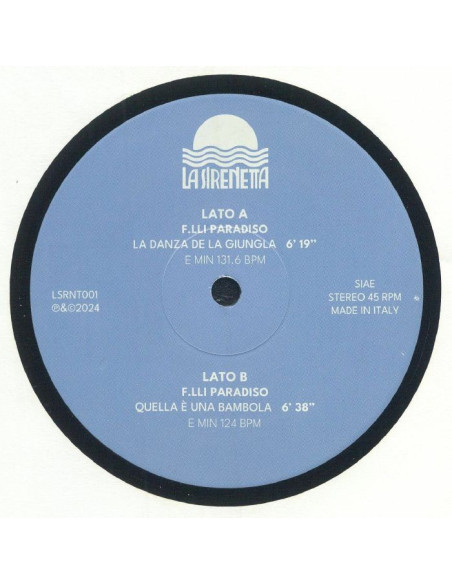 LA SIRENETTA
LATO A
F.LLI PARADISO
LA DANZA DE LA GIUNGLA 6' 19"
E MIN 131.6 BPM
LSRNT001
℗&©2024
SIAE
STEREO 45 RPM
MADE IN ITALY
LATO B
F.LLI PARADISO
QUELLA È UNA BAMBOLA 6' 38"
E MIN 124 BPM